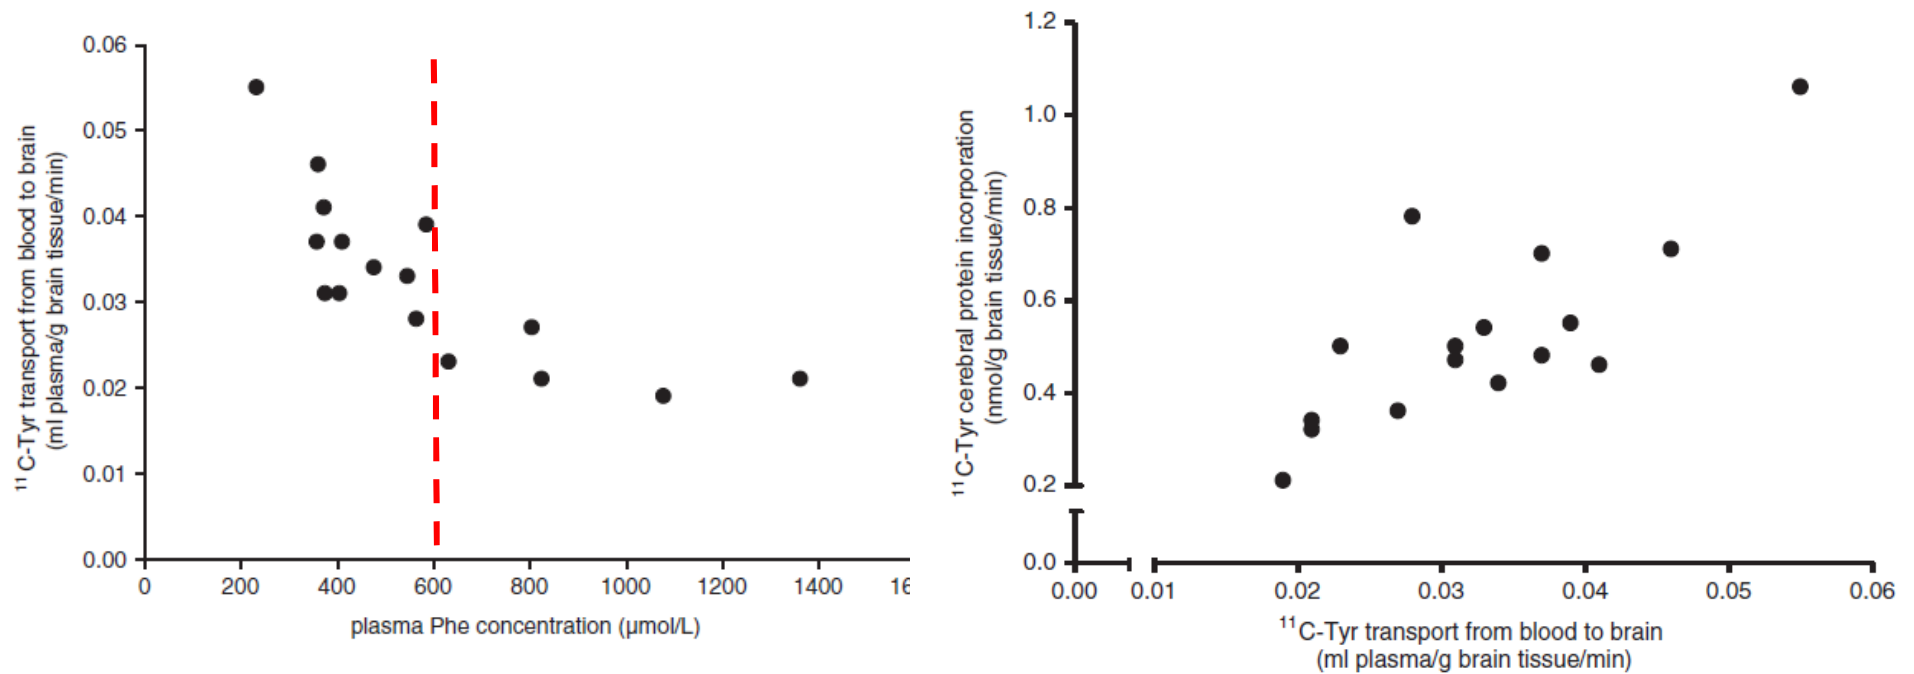 0.06
0.05
0.04
0.03
0.02
0.01
0.00
0 200 400 600 800 1000 1200 1400 16
plasma Phe concentration (µmol/L)
¹¹C-Tyr transport from blood to brain
(ml plasma/g brain tissue/min)
1.2
1.0
0.8
0.6
0.4
0.2
0.0
0.00 0.01 0.02 0.03 0.04 0.05 0.06
¹¹C-Tyr transport from blood to brain
(ml plasma/g brain tissue/min)
¹¹C-Tyr cerebral protein incorporation
(nmol/g brain tissue/min)